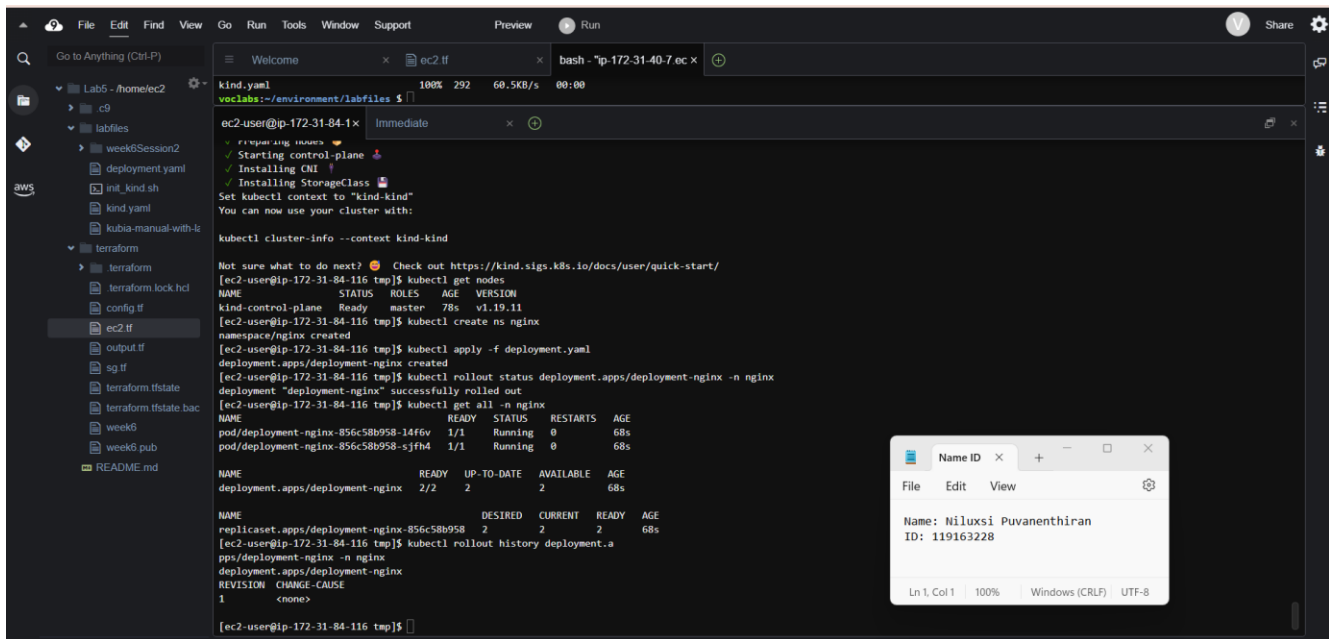 File Edit Find View Go Run Tools Window Support Preview Run V Share
Go to Anything (Ctrl-P)
Welcome ec2.tf bash - "ip-172-31-40-7.ec
aws
Lab5 - /home/ec2
.c9
labfiles
week6Session2
deployment.yaml
init_kind.sh
kind.yaml
kubia-manual-with-la
terraform
.terraform
.terraform.lock.hcl
config.tf
ec2.tf
output.tf
sg.tf
terraform.tfstate
terraform.tfstate.bac
week6
week6.pub
README.md
kind.yaml 100% 292 60.5KB/s 00:00
voclabs:~/environment/labfiles $
ec2-user@ip-172-31-84-1 Immediate
✓ Preparing nodes
✓ Starting control-plane
✓ Installing CNI
✓ Installing StorageClass
Set kubectl context to "kind-kind"
You can now use your cluster with:
kubectl cluster-info --context kind-kind
Not sure what to do next? 😅 Check out https://kind.sigs.k8s.io/docs/user/quick-start/
[ec2-user@ip-172-31-84-116 tmp]$ kubectl get nodes
NAME STATUS ROLES AGE VERSION
kind-control-plane Ready master 78s v1.19.11
[ec2-user@ip-172-31-84-116 tmp]$ kubectl create ns nginx
namespace/nginx created
[ec2-user@ip-172-31-84-116 tmp]$ kubectl apply -f deployment.yaml
deployment.apps/deployment-nginx created
[ec2-user@ip-172-31-84-116 tmp]$ kubectl rollout status deployment.apps/deployment-nginx -n nginx
deployment "deployment-nginx" successfully rolled out
[ec2-user@ip-172-31-84-116 tmp]$ kubectl get all -n nginx
NAME READY STATUS RESTARTS AGE
pod/deployment-nginx-856c58b958-l4f6v 1/1 Running 0 68s
pod/deployment-nginx-856c58b958-sjfh4 1/1 Running 0 68s
NAME READY UP-TO-DATE AVAILABLE AGE
deployment.apps/deployment-nginx 2/2 2 2 68s
NAME DESIRED CURRENT READY AGE
replicaset.apps/deployment-nginx-856c58b958 2 2 2 68s
[ec2-user@ip-172-31-84-116 tmp]$ kubectl rollout history deployment.a
pps/deployment-nginx -n nginx
deployment.apps/deployment-nginx
REVISION CHANGE-CAUSE
1 <none>
[ec2-user@ip-172-31-84-116 tmp]$
Name ID
File Edit View
Name: Niluxsi Puvanenthiran
ID: 119163228
Ln 1, Col 1 100% Windows (CRLF) UTF-8